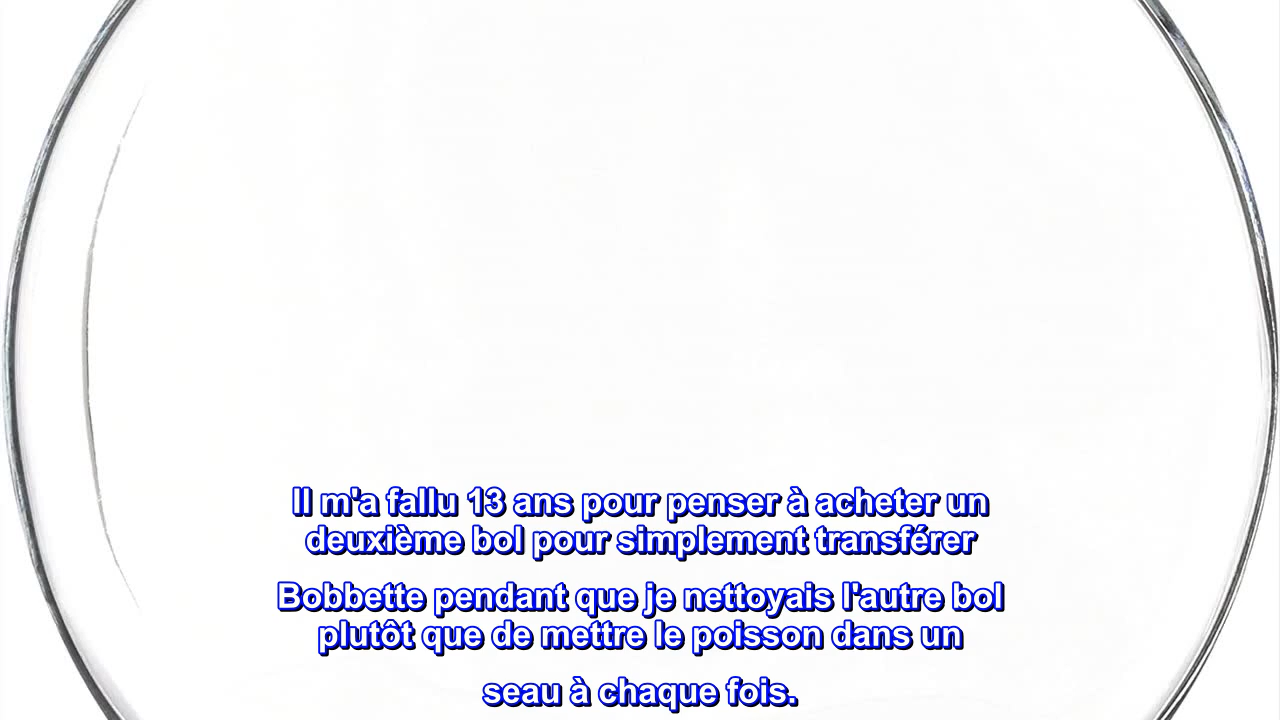 Il m'a fallu 13 ans pour penser à acheter un
deuxième bol pour simplement transférer
Bobbette pendant que je nettoyais l'autre bol
plutôt que de mettre le poisson dans un
seau à chaque fois.